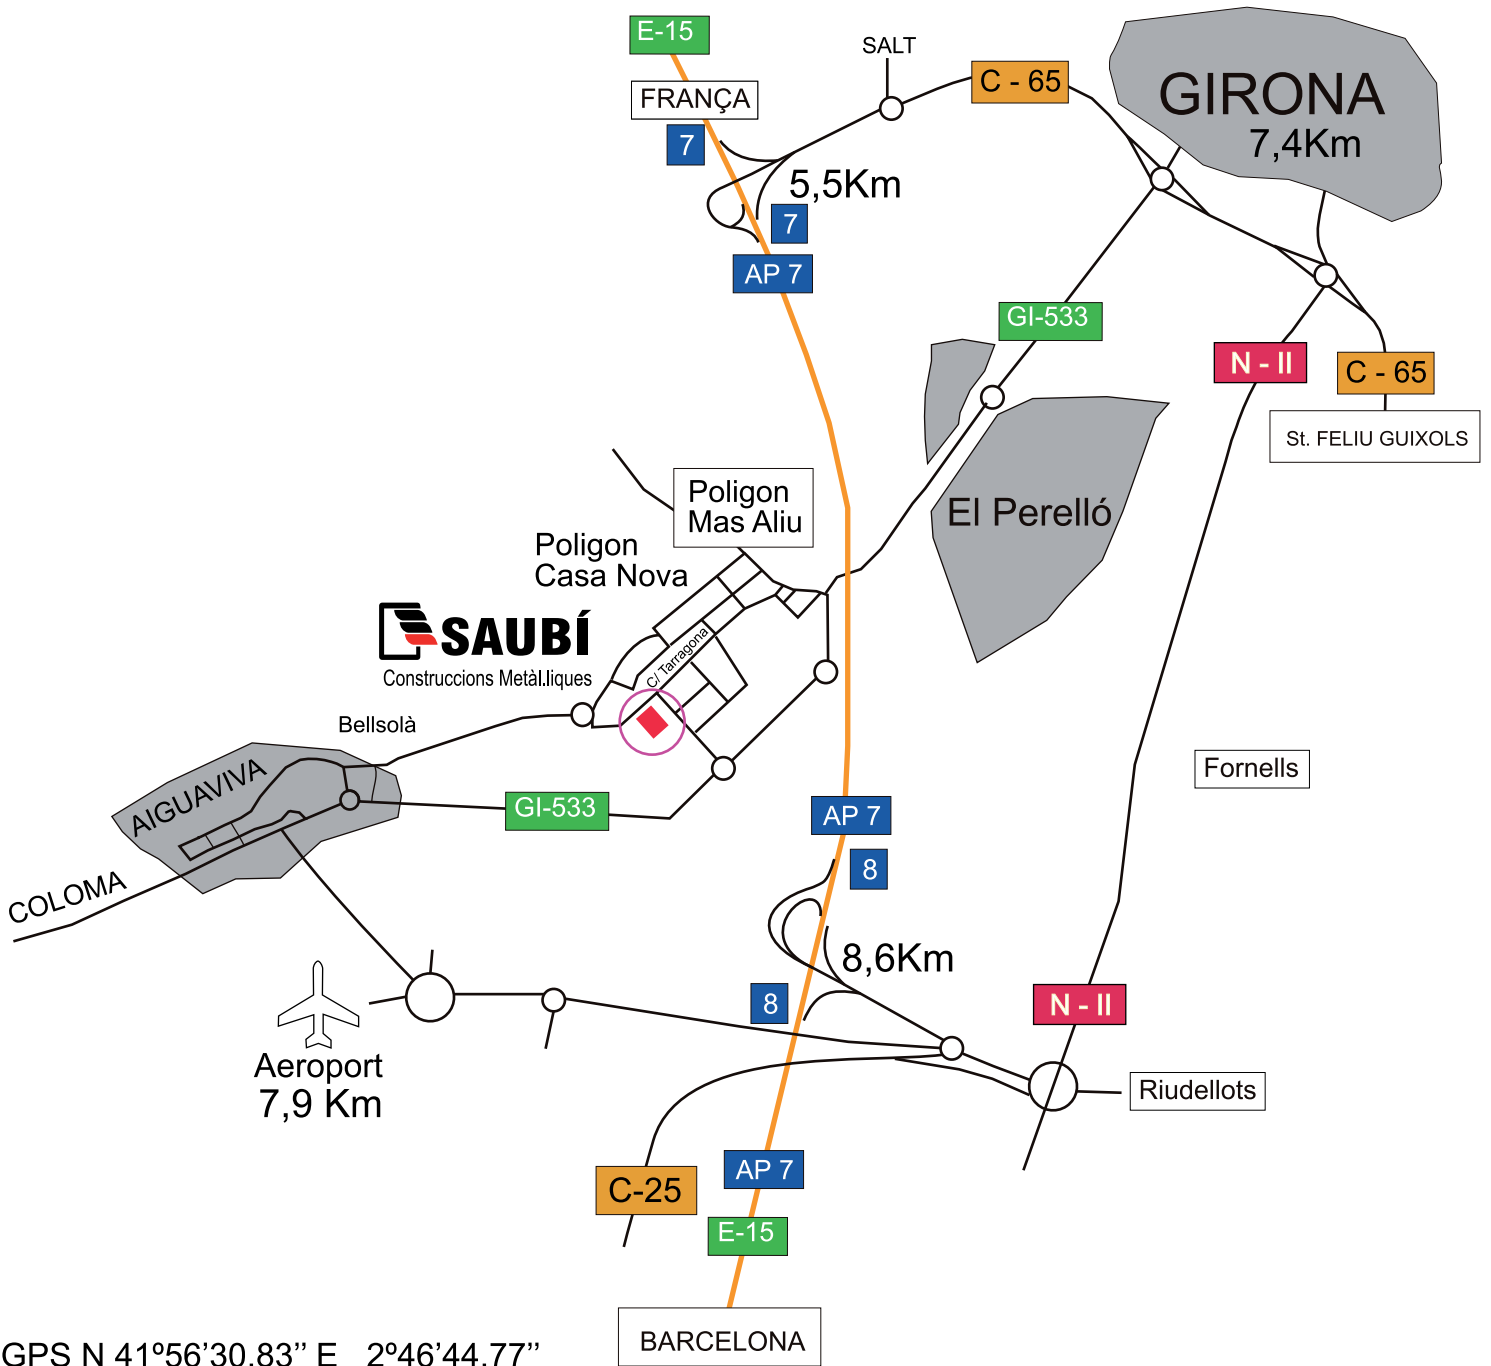 E-15
SALT
FRANÇA
C - 65
GIRONA
7,4Km
7
5,5Km
7
AP 7
GI-533
N - II
C - 65
St. FELIU GUIXOLS
Poligon
Mas Aliu
El Perelló
Poligon
Casa Nova
SAUBÍ
Construccions Metàl.liques
C/ Tarragona
Bellsolà
Fornells
AIGUAVIVA
GI-533
AP 7
8
COLOMA
8,6Km
8
N - II
Aeroport
7,9 Km
Riudellots
AP 7
C-25
E-15
BARCELONA
GPS N 41º56’30.83’’ E 2º46’44.77’’